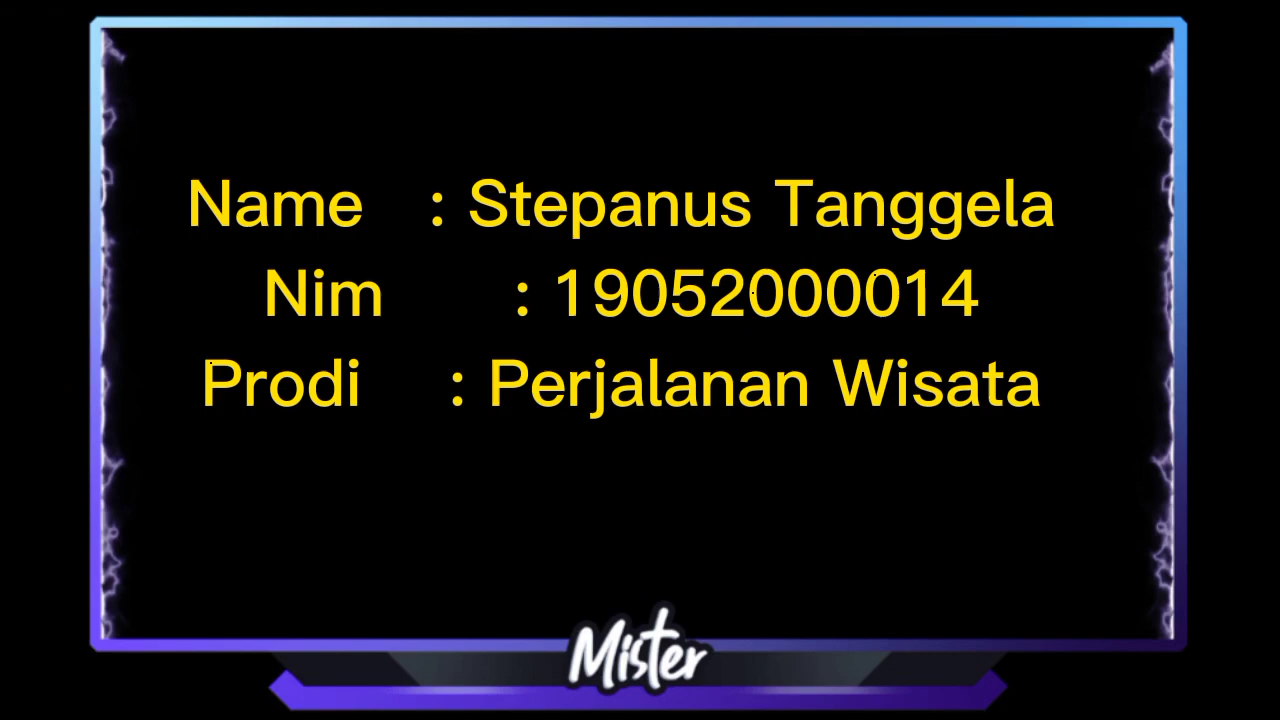 Name : Stepanus Tanggela
Nim : 19052000014
Prodi : Perjalanan Wisata
Mister